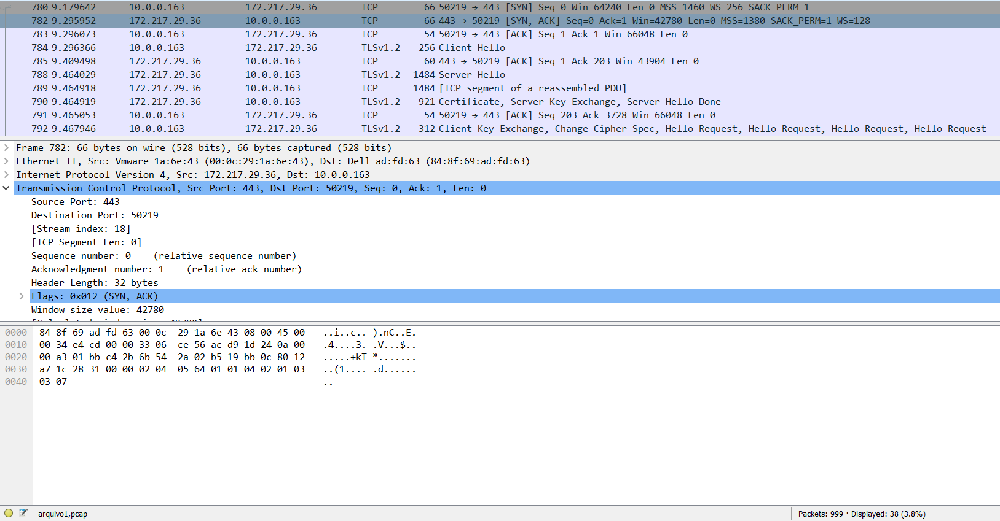 780 9.179642 10.0.0.163 172.217.29.36 TCP 66 50219 → 443 [SYN] Seq=0 Win=64240 Len=0 MSS=1460 WS=256 SACK_PERM=1
782 9.295952 172.217.29.36 10.0.0.163 TCP 66 443 → 50219 [SYN, ACK] Seq=0 Ack=1 Win=42780 Len=0 MSS=1380 SACK_PERM=1 WS=128
783 9.296073 10.0.0.163 172.217.29.36 TCP 54 50219 → 443 [ACK] Seq=1 Ack=1 Win=66048 Len=0
784 9.296366 10.0.0.163 172.217.29.36 TLSv1.2 256 Client Hello
785 9.409498 172.217.29.36 10.0.0.163 TCP 60 443 → 50219 [ACK] Seq=1 Ack=203 Win=43904 Len=0
788 9.464029 172.217.29.36 10.0.0.163 TLSv1.2 1484 Server Hello
789 9.464918 172.217.29.36 10.0.0.163 TCP 1484 [TCP segment of a reassembled PDU]
790 9.464919 172.217.29.36 10.0.0.163 TLSv1.2 921 Certificate, Server Key Exchange, Server Hello Done
791 9.465053 10.0.0.163 172.217.29.36 TCP 54 50219 → 443 [ACK] Seq=203 Ack=3728 Win=66048 Len=0
792 9.467946 10.0.0.163 172.217.29.36 TLSv1.2 312 Client Key Exchange, Change Cipher Spec, Hello Request, Hello Request, Hello Request, Hello Request
Frame 782: 66 bytes on wire (528 bits), 66 bytes captured (528 bits)
Ethernet II, Src: Vmware_1a:6e:43 (00:0c:29:1a:6e:43), Dst: Dell_ad:fd:63 (84:8f:69:ad:fd:63)
Internet Protocol Version 4, Src: 172.217.29.36, Dst: 10.0.0.163
Transmission Control Protocol, Src Port: 443, Dst Port: 50219, Seq: 0, Ack: 1, Len: 0
Source Port: 443
Destination Port: 50219
[Stream index: 18]
[TCP Segment Len: 0]
Sequence number: 0 (relative sequence number)
Acknowledgment number: 1 (relative ack number)
Header Length: 32 bytes
Flags: 0x012 (SYN, ACK)
Window size value: 42780
0000 84 8f 69 ad fd 63 00 0c 29 1a 6e 43 08 00 45 00 ..i..c.. ).nC..E.
0010 00 34 e4 cd 00 00 33 06 ce 56 ac d9 1d 24 0a 00 .4....3. .V...$..
0020 00 a3 01 bb c4 2b 6b 54 2a 02 b5 19 bb 0c 80 12 .....+kT *.......
0030 a7 1c 28 31 00 00 02 04 05 64 01 01 04 02 01 03 ..(1.... .d......
0040 03 07 ..
arquivo1,pcap Packets: 999 · Displayed: 38 (3.8%)